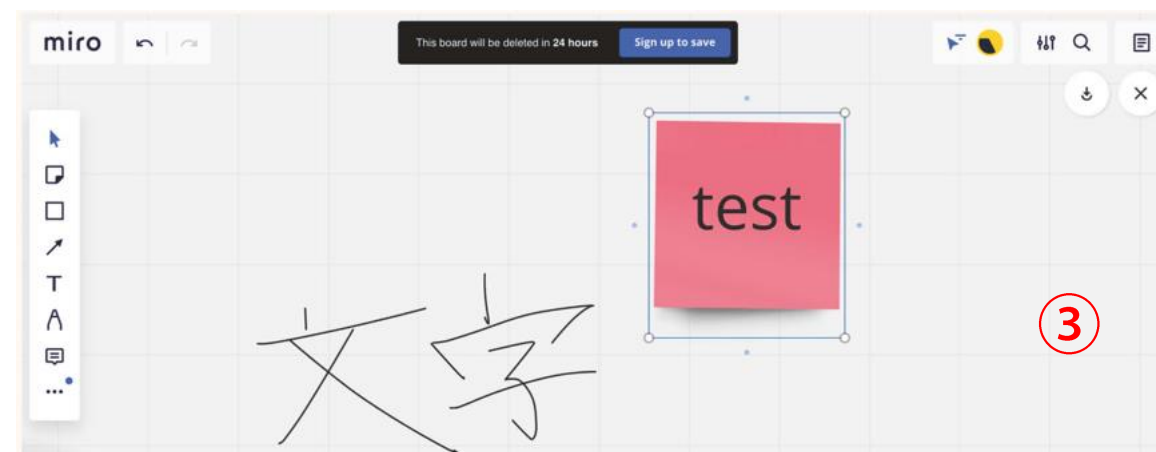 miro
This board will be deleted in 24 hours Sign up to save
test
T
文字
③